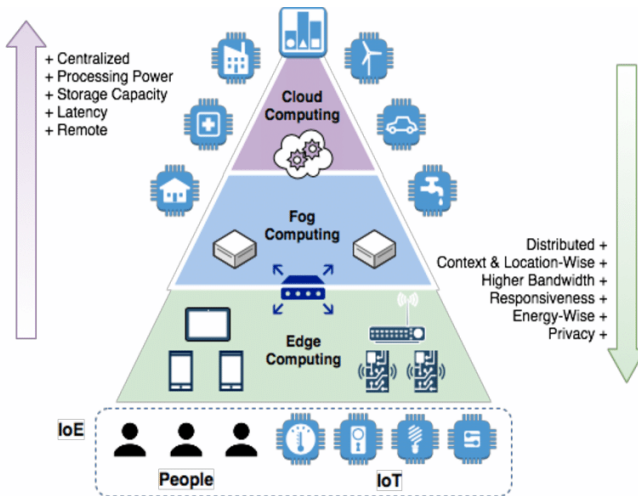 + Centralized
+ Processing Power
+ Storage Capacity
+ Latency
+ Remote
Cloud
Computing
Fog
Computing
Distributed +
Context & Location-Wise +
Higher Bandwidth +
Responsiveness +
Energy-Wise +
Privacy +
Edge
Computing
IoE
People
IoT